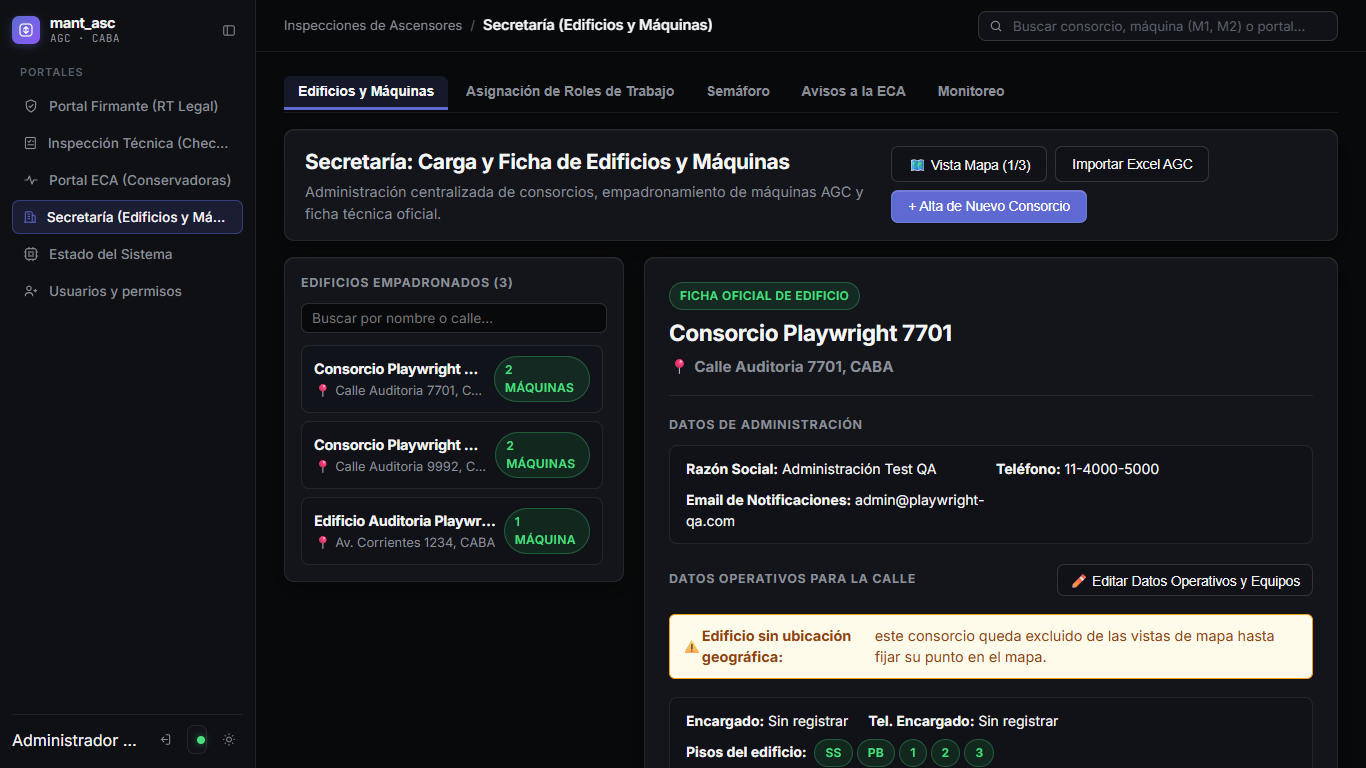 mant_asc
AGC · CABA
PORTALES
Portal Firmante (RT Legal)
Inspección Técnica (Chec...
Portal ECA (Conservadoras)
Secretaría (Edificios y Má...
Estado del Sistema
Usuarios y permisos
Administrador ...
Inspecciones de Ascensores / Secretaría (Edificios y Máquinas)
Buscar consorcio, máquina (M1, M2) o portal...
Edificios y Máquinas
Asignación de Roles de Trabajo
Semáforo
Avisos a la ECA
Monitoreo
Secretaría: Carga y Ficha de Edificios y Máquinas
Administración centralizada de consorcios, empadronamiento de máquinas AGC y
ficha técnica oficial.
Vista Mapa (1/3)
Importar Excel AGC
+ Alta de Nuevo Consorcio
EDIFICIOS EMPADRONADOS (3)
Buscar por nombre o calle...
Consorcio Playwright ...
Calle Auditoria 7701, C...
2
MÁQUINAS
Consorcio Playwright ...
Calle Auditoria 9992, C...
2
MÁQUINAS
Edificio Auditoria Playwr...
Av. Corrientes 1234, CABA
1
MÁQUINA
FICHA OFICIAL DE EDIFICIO
Consorcio Playwright 7701
Calle Auditoria 7701, CABA
DATOS DE ADMINISTRACIÓN
Razón Social: Administración Test QA
Teléfono: 11-4000-5000
Email de Notificaciones: admin@playwright-
qa.com
DATOS OPERATIVOS PARA LA CALLE
Editar Datos Operativos y Equipos
Edificio sin ubicación
geográfica:
este consorcio queda excluido de las vistas de mapa hasta
fijar su punto en el mapa.
Encargado: Sin registrar
Tel. Encargado: Sin registrar
Pisos del edificio: SS PB 1 2 3